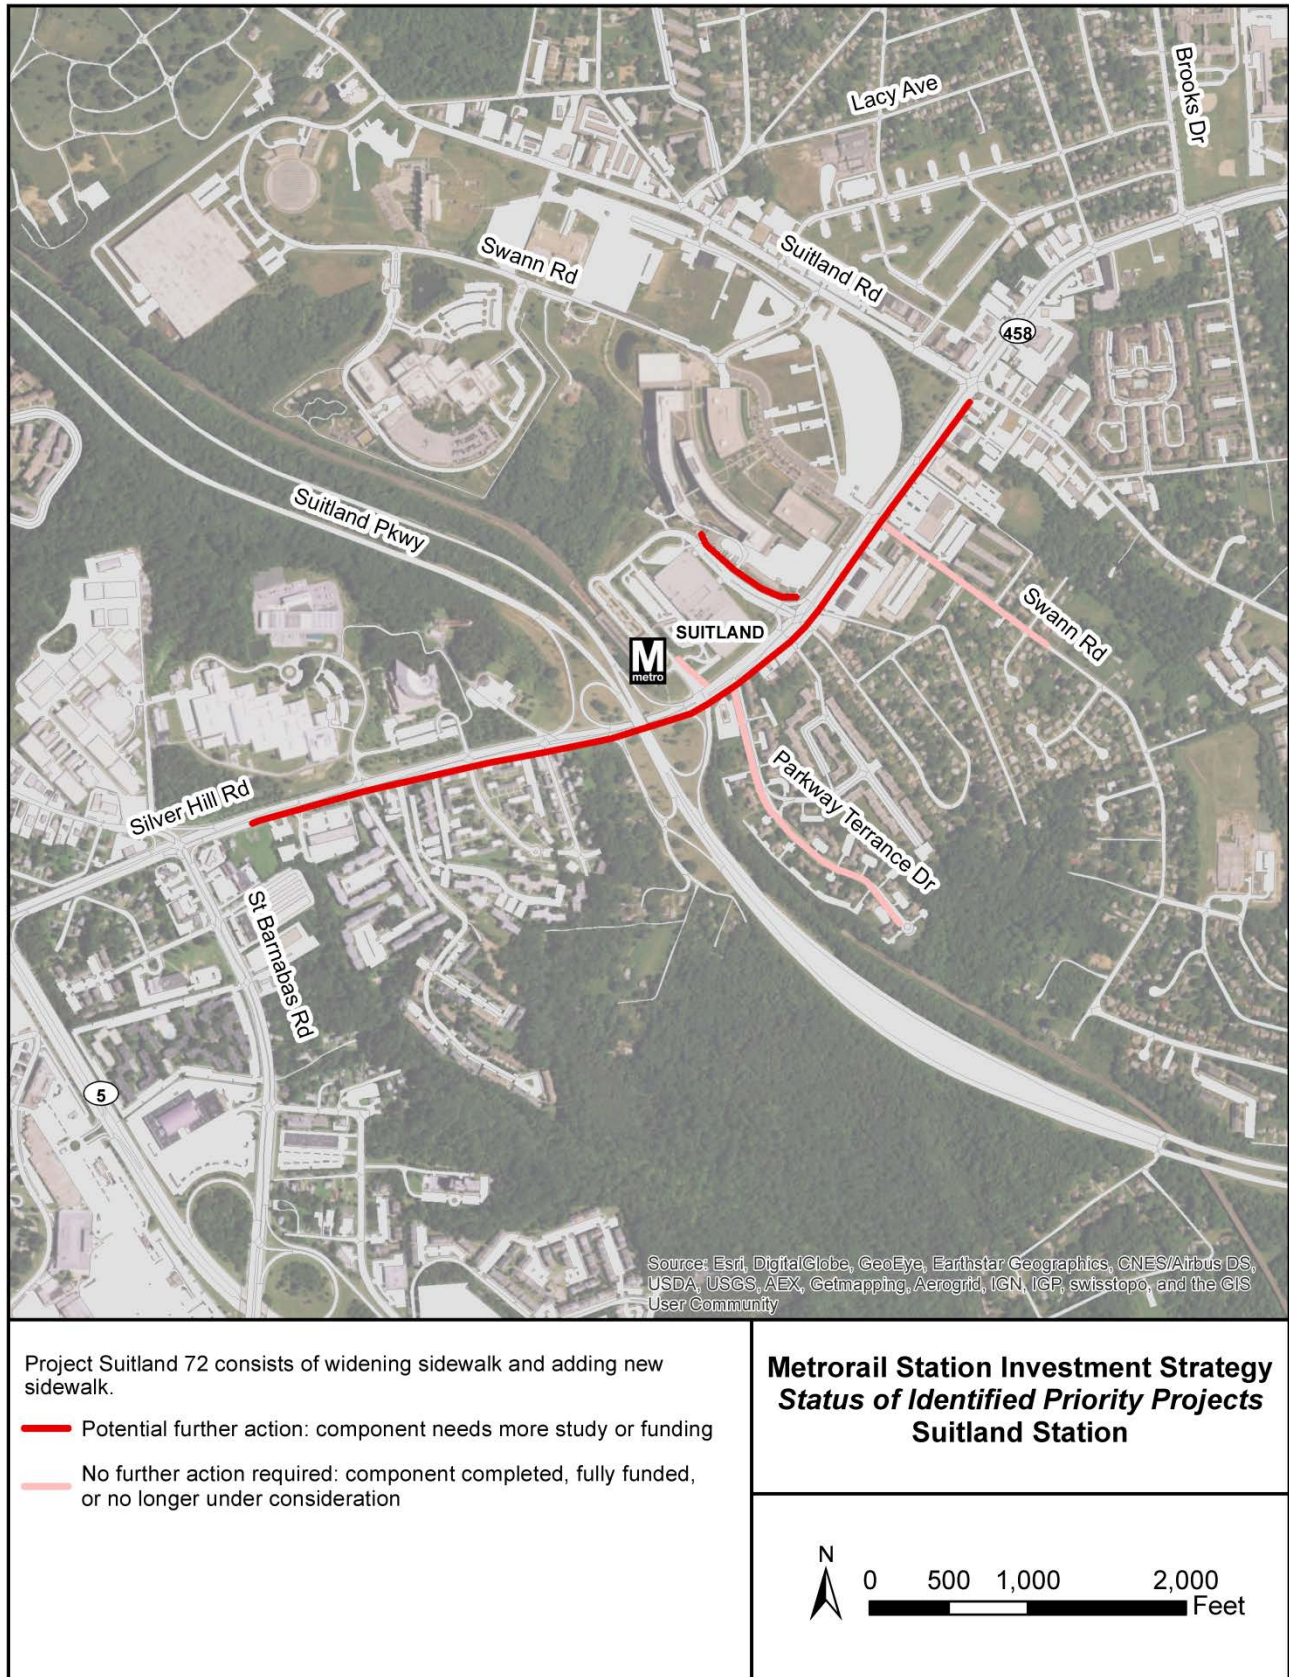 Lacy Ave
Brooks Dr
Swann Rd
Suitland Rd
458
Suitland Pkwy
Swann Rd
SUITLAND
M
metro
Parkway Terrance Dr
Silver Hill Rd
St Barnabas Rd
5
Source: Esri, DigitalGlobe, GeoEye, Earthstar Geographics, CNES/Airbus DS,
USDA, USGS, AEX, Getmapping, Aerogrid, IGN, IGP, swisstopo, and the GIS
User Community
Project Suitland 72 consists of widening sidewalk and adding new
sidewalk.
Potential further action: component needs more study or funding
No further action required: component completed, fully funded,
or no longer under consideration
Metrorail Station Investment Strategy
Status of Identified Priority Projects
Suitland Station
N
0 500 1,000 2,000
Feet